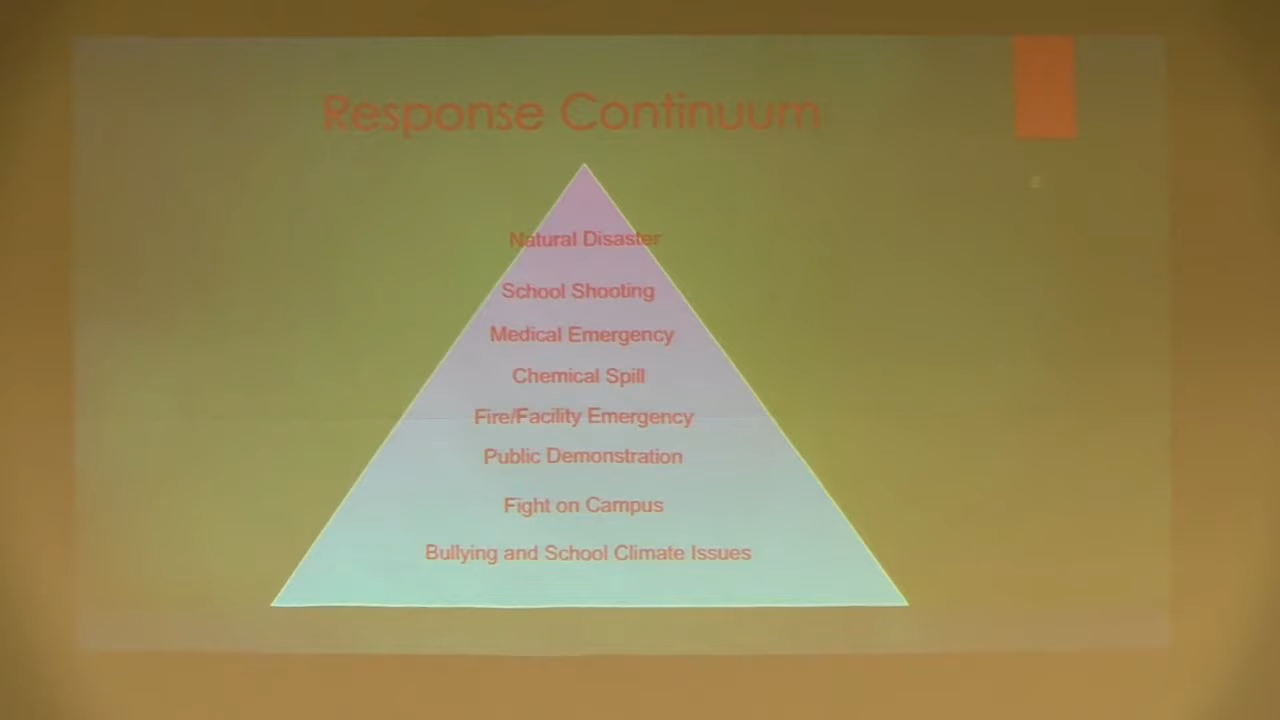 Response Continuum
Natural Disaster
School Shooting
Medical Emergency
Chemical Spill
Fire/Facility Emergency
Public Demonstration
Fight on Campus
Bullying and School Climate Issues